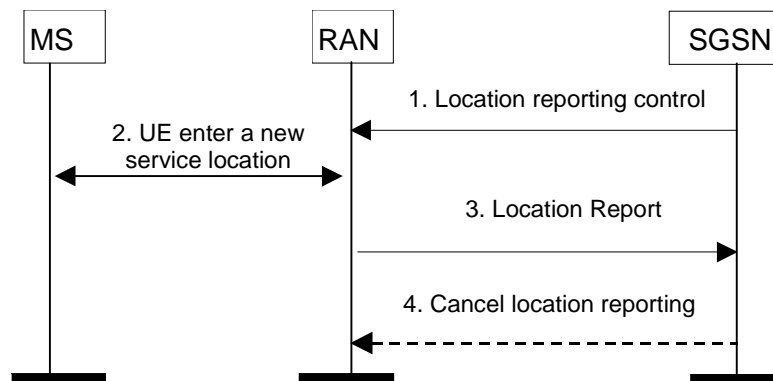 MS
RAN
SGSN
1. Location reporting control
2. UE enter a new
service location
3. Location Report
4. Cancel location reporting